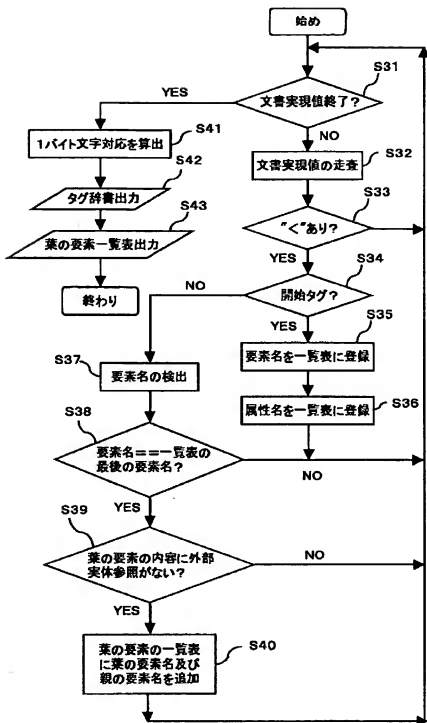 始め
S31
YES
文書実現値終了?
S41
NO
1バイト文字対応を算出
S32
文書実現値の走査
S42
タグ辞書出力
S33
S43
"<"あり?
葉の要素一覧表出力
YES
S34
NO
開始タグ?
終わり
YES
S35
S37
要素名の検出
要素名を一覧表に登録
S36
S38
属性名を一覧表に登録
要素名==一覧表の
最後の要素名?
NO
YES
S39
葉の要素の内容に外部
実体参照がない?
NO
YES
S40
葉の要素の一覧表
に葉の要素名及び
親の要素名を追加